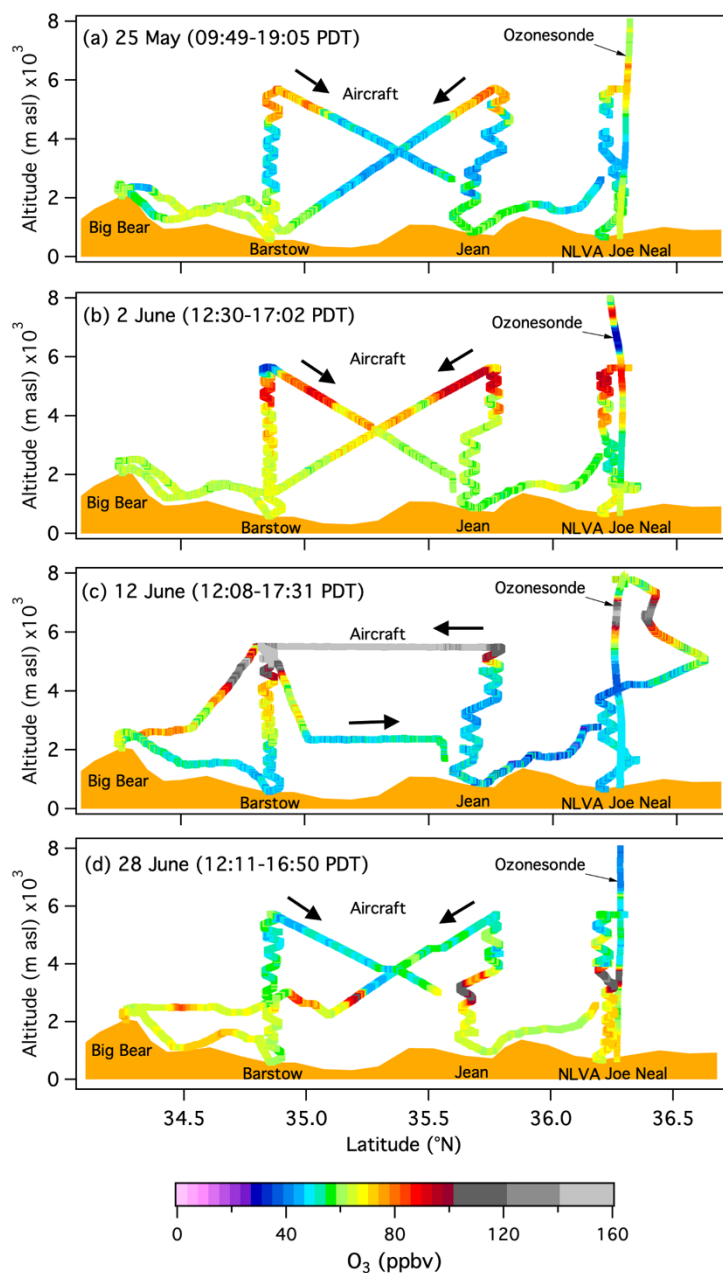 (a) 25 May (09:49-19:05 PDT)
Ozonesonde
Aircraft
Altitude (m asl) x10³
8
6
4
2
0
Big Bear
Barstow
Jean
NLVA Joe Neal
(b) 2 June (12:30-17:02 PDT)
Ozonesonde
Aircraft
Altitude (m asl) x10³
8
6
4
2
0
Big Bear
Barstow
Jean
NLVA Joe Neal
(c) 12 June (12:08-17:31 PDT)
Ozonesonde
Aircraft
Altitude (m asl) x10³
8
6
4
2
0
Big Bear
Barstow
Jean
NLVA Joe Neal
(d) 28 June (12:11-16:50 PDT)
Ozonesonde
Aircraft
Altitude (m asl) x10³
8
6
4
2
0
Big Bear
Barstow
Jean
NLVA Joe Neal
34.5 35.0 35.5 36.0 36.5
Latitude (°N)
0 40 80 120 160
O₃ (ppbv)